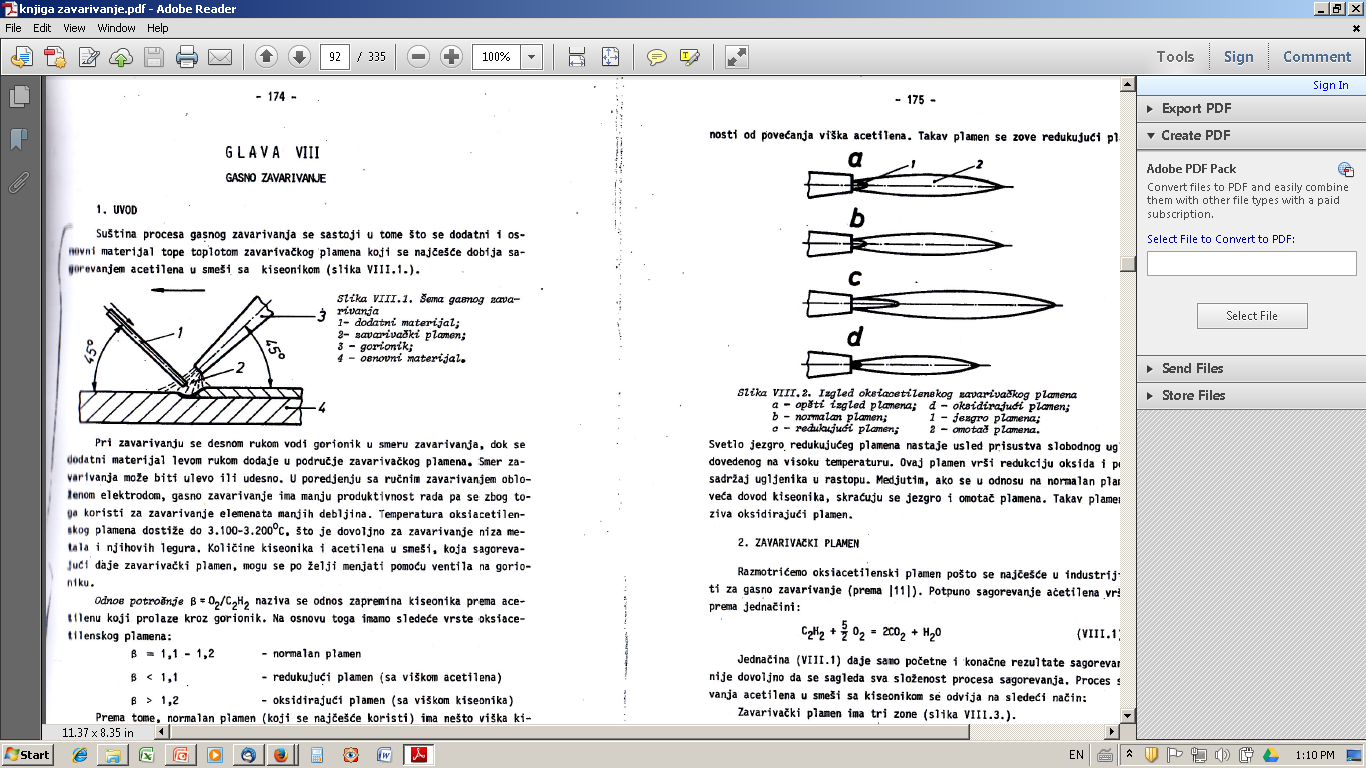 knjiga zavarivanje.pdf - Adobe Reader
File Edit View Window Help
92 / 335 100% Tools Sign Comment
Sign In
Export PDF
Create PDF
Adobe PDF Pack
Convert files to PDF and easily combine
them with other file types with a paid
subscription.
Select File to Convert to PDF:
Select File
Send Files
Store Files
- 174 -
GLAVA VIII
GASNO ZAVARIVANJE
1. UVOD
Suština procesa gasnog zavarivanja se sastoji u tome što se dodatni i os-
novni materijal tope toplotom zavarivačkog plamena koji se najčešće dobija sa-
gorevanjem acetilena u smeši sa kiseonikom (slika VIII.1.).
45° 1 2 3 4 45°
Slika VIII.1. Šema gasnog zava-
rivanja
1- dodatni materijal;
2- zavarivački plamen;
3 - gorionik;
4 - osnovni materijal.
Pri zavarivanju se desnom rukom vodi gorionik u smeru zavarivanja, dok se
dodatni materijal levom rukom dodaje u područje zavarivačkog plamena. Smer za-
varivanja može biti ulevo ili udesno. U poredjenju sa ručnim zavarivanjem oblo-
ženom elektrodom, gasno zavarivanje ima manju produktivnost rada pa se zbog to-
ga koristi za zavarivanje elemenata manjih debljina. Temperatura oksiacetilen-
skog plamena dostiže do 3.100-3.200°C, što je dovoljno za zavarivanje niza me-
tala i njihovih legura. Količine kiseonika i acetilena u smeši, koja sagoreva-
jući daje zavarivački plamen, mogu se po želji menjati pomoću ventila na gorio-
niku.
Odnos potrošnje β = O₂/C₂H₂ naziva se odnos zapremina kiseonika prema ace-
tilenu koji prolaze kroz gorionik. Na osnovu toga imamo sledeće vrste oksiace-
tilenskog plamena:
β = 1,1 - 1,2 - normalan plamen
β < 1,1 - redukujući plamen (sa viškom acetilena)
β > 1,2 - oksidirajući plamen (sa viškom kiseonika)
Prema tome, normalan plamen (koji se najčešće koristi) ima nešto viška ki-
- 175 -
nosti od povećanja viška acetilena. Takav plamen se zove redukujući pl
a 1 2
b
c
d
Slika VIII.2. Izgled oksiacetilenskog zavarivačkog plamena
a - opšti izgled plamena; d - oksidirajući plamen;
b - normalan plamen; 1 - jezgro plamena;
c - redukujući plamen; 2 - omotač plamena.
Svetlo jezgro redukujućeg plamena nastaje usled prisustva slobodnog ugl
dovedenog na visoku temperaturu. Ovaj plamen vrši redukciju oksida i po
sadržaj ugljenika u rastopu. Medjutim, ako se u odnosu na normalan plam
veća dovod kiseonika, skraćuju se jezgro i omotač plamena. Takav plamen
ziva oksidirajući plamen.
2. ZAVARIVAČKI PLAMEN
Razmotrićemo oksiacetilenski plamen pošto se najčešće u industrij
ti za gasno zavarivanje (prema |11|). Potpuno sagorevanje acetilena vrš
prema jednačini:
C₂H₂ + 5/2 O₂ = 2CO₂ + H₂O (VIII.1)
Jednačina (VIII.1) daje samo početne i konačne rezultate sagorevan
nije dovoljno da se sagleda sva složenost procesa sagorevanja. Proces s
vanja acetilena u smeši sa kiseonikom se odvija na sledeći način:
Zavarivački plamen ima tri zone (slika VIII.3.).
11.37 x 8.35 in
Start EN 1:10 PM